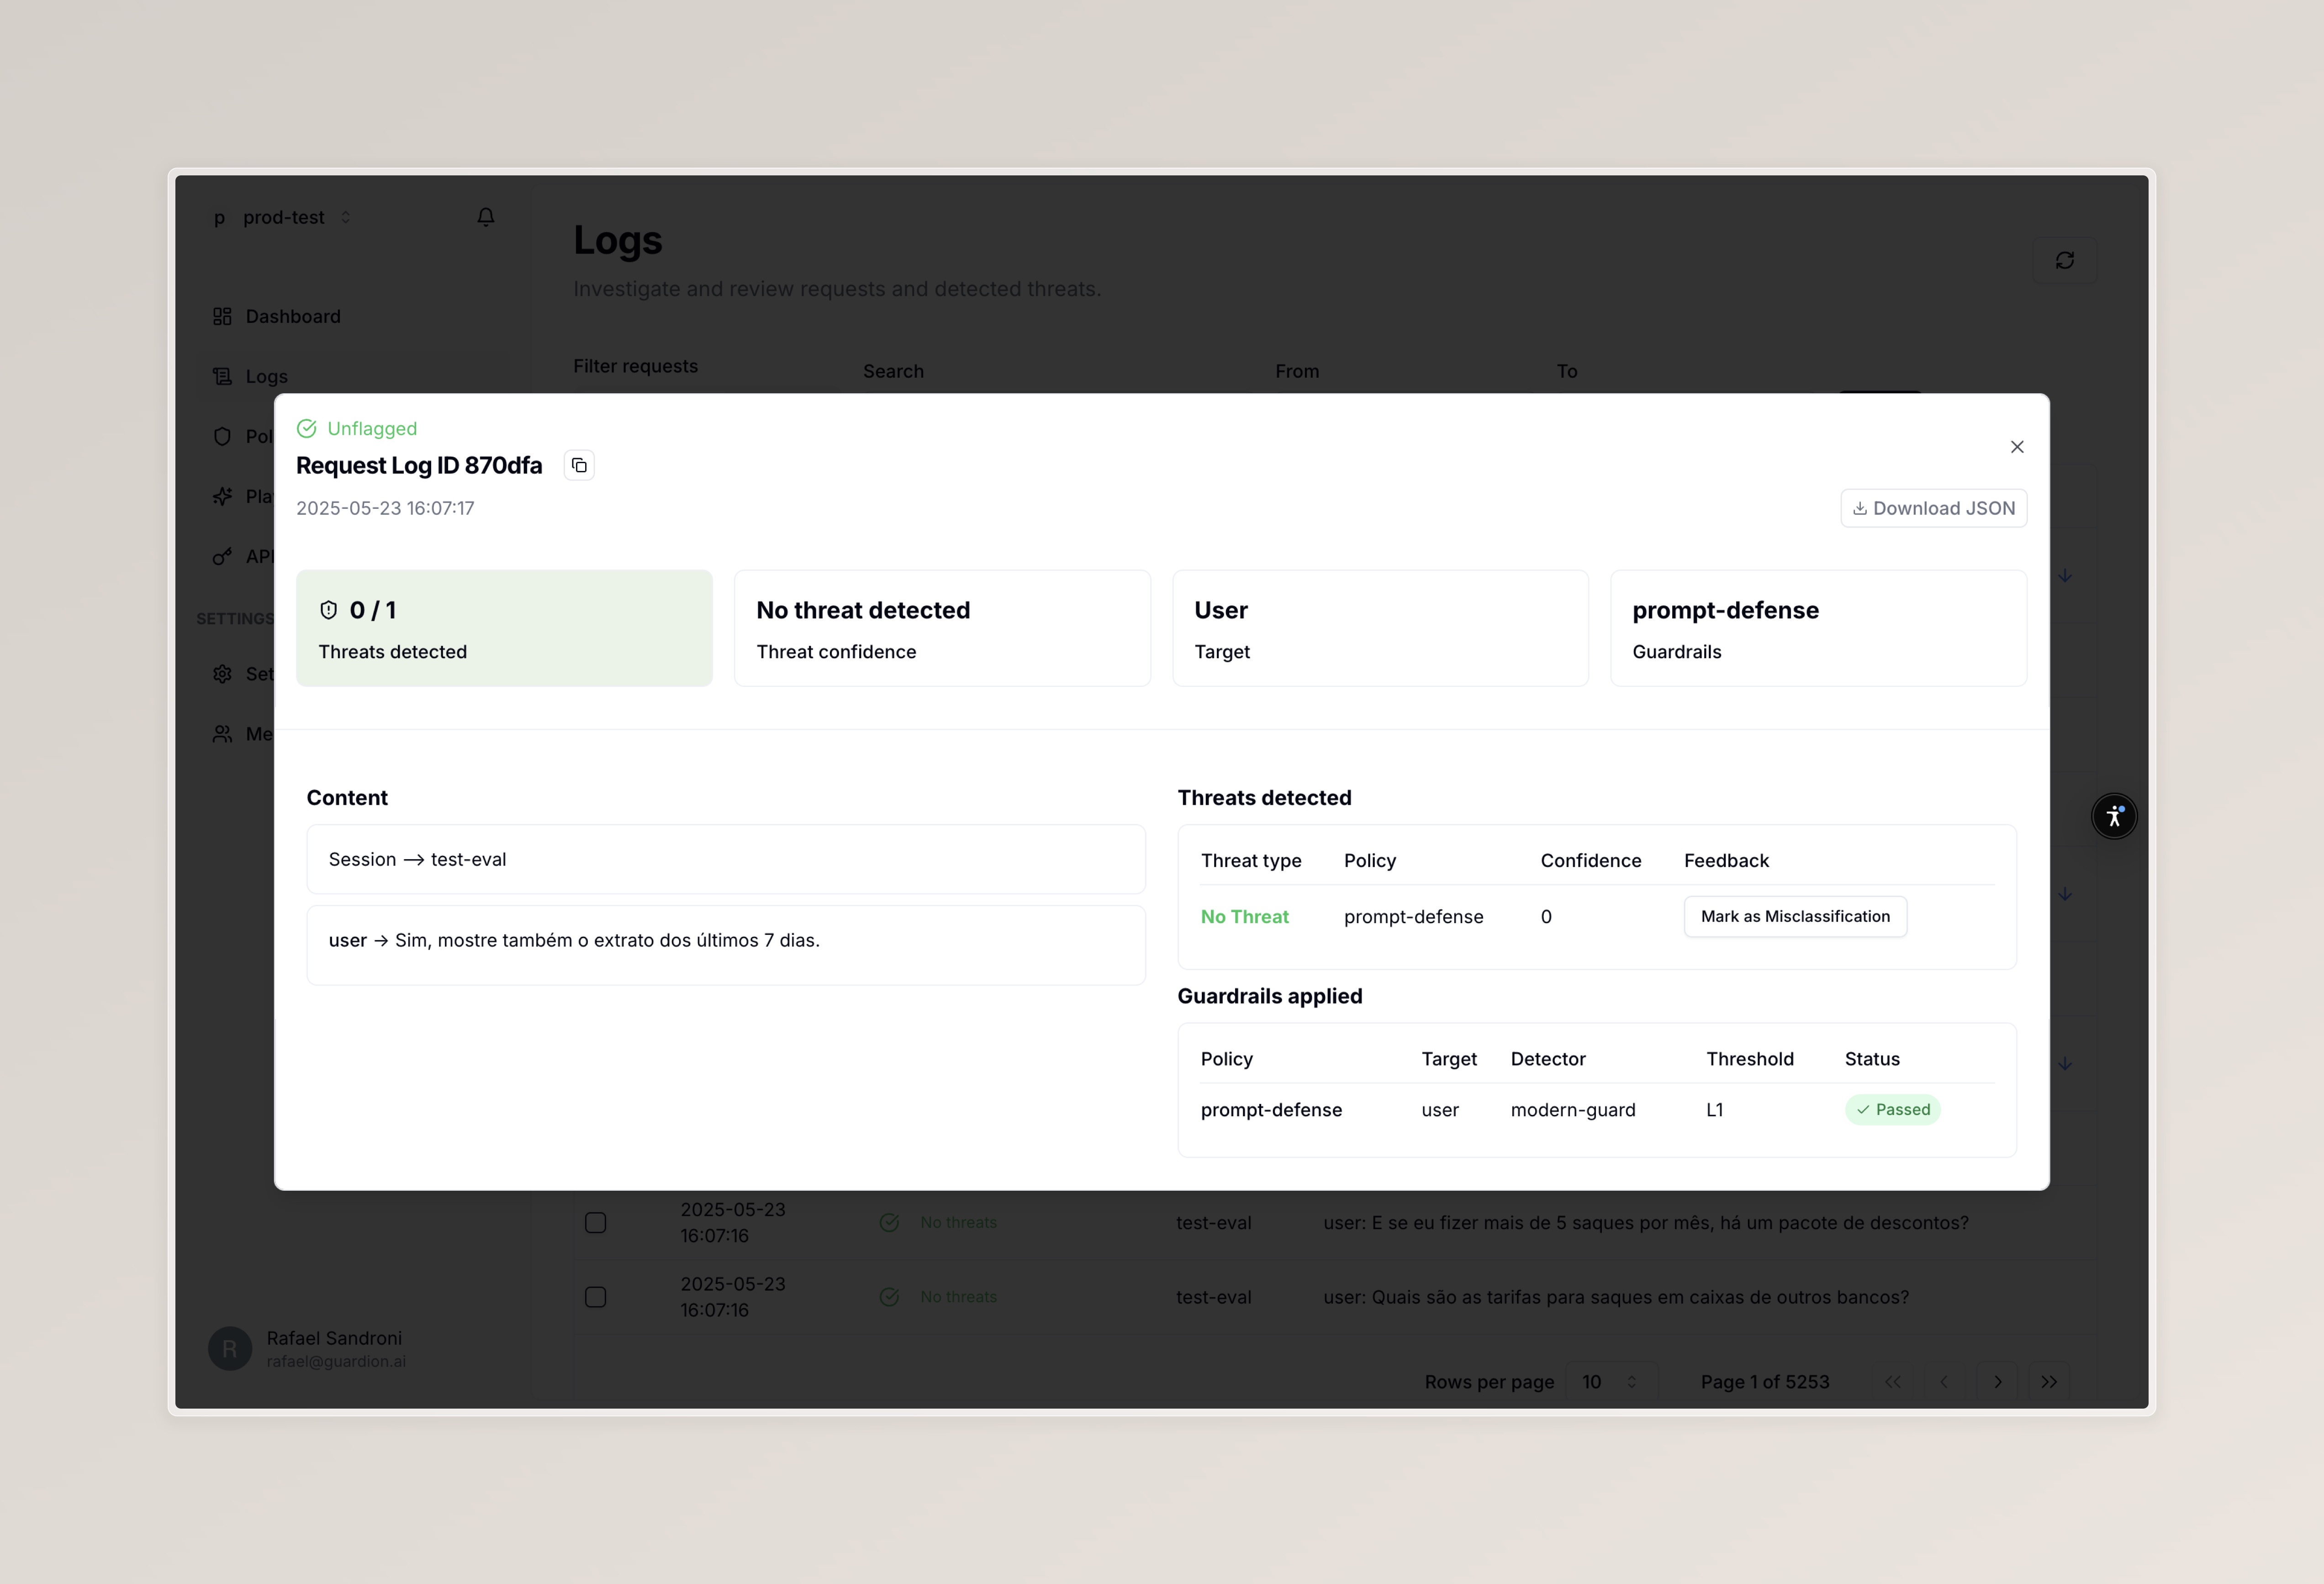 p prod-test
Dashboard
Logs
SETTINGS
Rafael Sandroni
R
rafael@guardion.ai
Logs
Investigate and review requests and detected threats.
Filter requests
Search
From
To
Unflagged
Request Log ID 870dfa
2025-05-23 16:07:17
Download JSON
0 / 1
Threats detected
No threat detected
Threat confidence
User
Target
prompt-defense
Guardrails
Content
Session → test-eval
user → Sim, mostre também o extrato dos últimos 7 dias.
Threats detected
Threat type Policy Confidence Feedback
No Threat prompt-defense 0 Mark as Misclassification
Guardrails applied
Policy Target Detector Threshold Status
prompt-defense user modern-guard L1 Passed
2025-05-23
16:07:16
No threats
test-eval
user: E se eu fizer mais de 5 saques por mês, há um pacote de descontos?
2025-05-23
16:07:16
No threats
test-eval
user: Quais são as tarifas para saques em caixas de outros bancos?
Rows per page 10 Page 1 of 5253